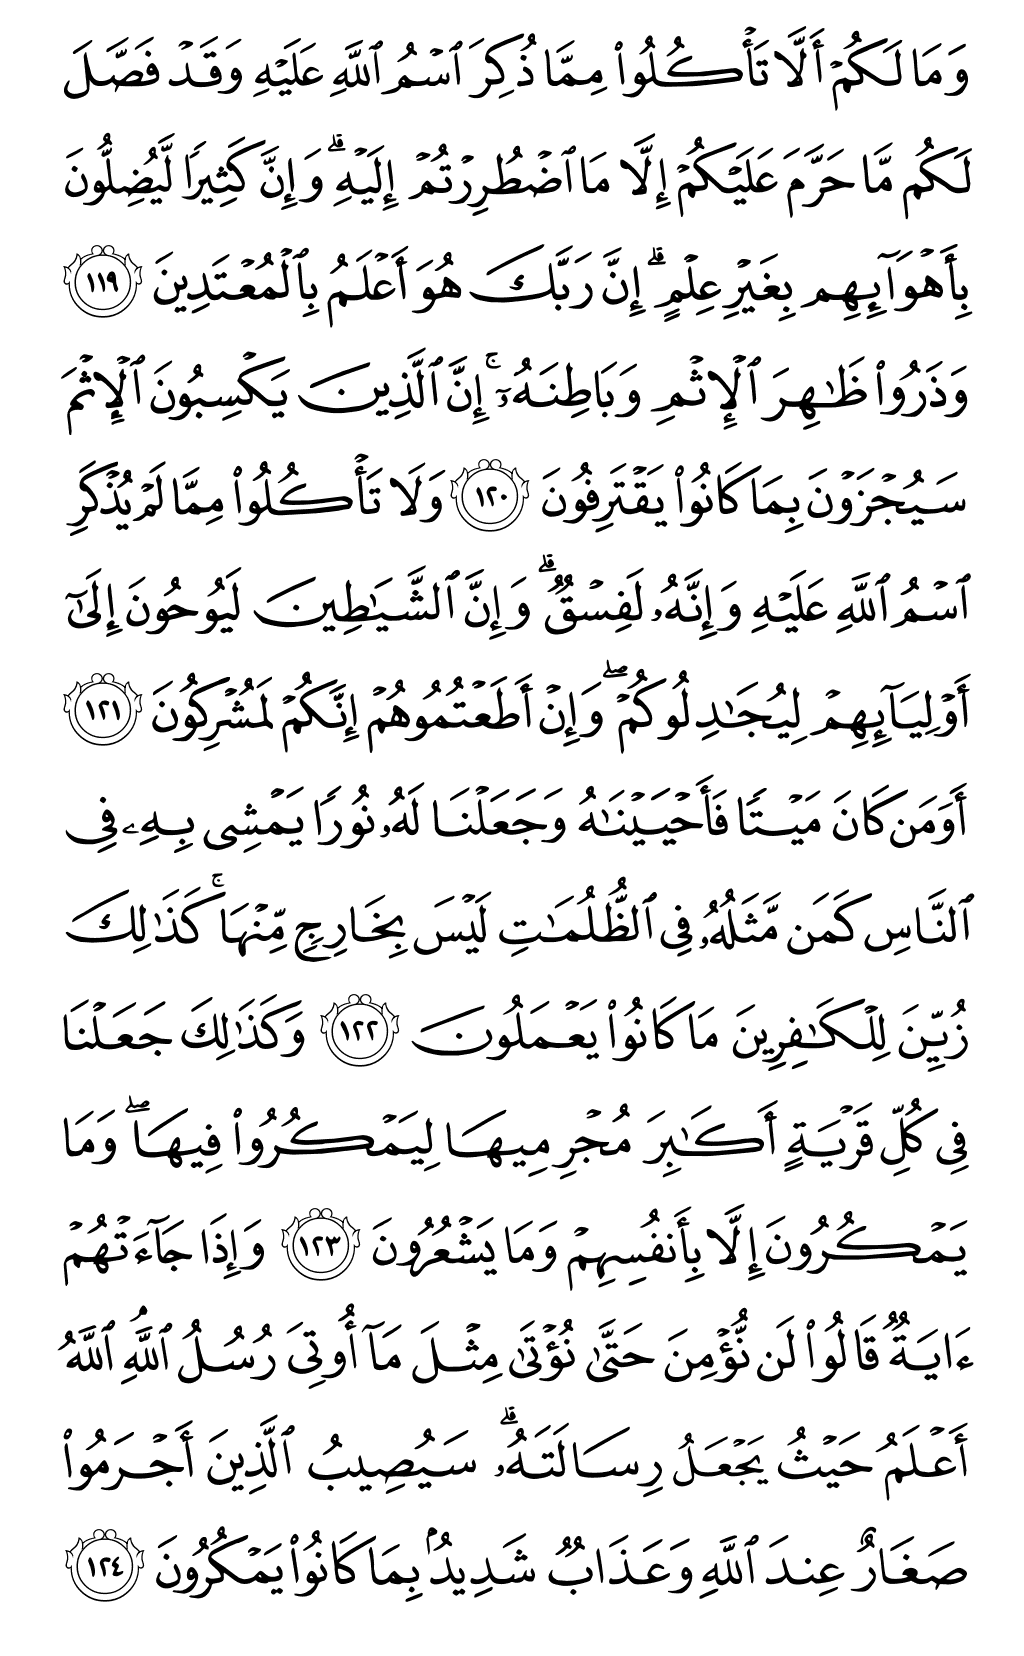 وَمَا لَكُمۡ أَلَّا تَأۡكُلُواْ مِمَّا ذُكِرَ ٱسۡمُ ٱللَّهِ عَلَيۡهِ وَقَدۡ فَصَّلَ
لَكُم مَّا حَرَّمَ عَلَيۡكُمۡ إِلَّا مَا ٱضۡطُرِرۡتُمۡ إِلَيۡهِۗ وَإِنَّ كَثِيرٗا لَّيُضِلُّونَ
بِأَهۡوَآئِهِم بِغَيۡرِ عِلۡمٍۚ إِنَّ رَبَّكَ هُوَ أَعۡلَمُ بِٱلۡمُعۡتَدِينَ ١١٩
وَذَرُواْ ظَٰهِرَ ٱلۡإِثۡمِ وَبَاطِنَهُۥٓۚ إِنَّ ٱلَّذِينَ يَكۡسِبُونَ ٱلۡإِثۡمَ
سَيُجۡزَوۡنَ بِمَا كَانُواْ يَقۡتَرِفُونَ ١٢٠ وَلَا تَأۡكُلُواْ مِمَّا لَمۡ يُذۡكَرِ
ٱسۡمُ ٱللَّهِ عَلَيۡهِ وَإِنَّهُۥ لَفِسۡقٞۗ وَإِنَّ ٱلشَّيَٰطِينَ لَيُوحُونَ إِلَىٰٓ
أَوۡلِيَآئِهِمۡ لِيُجَٰدِلُوكُمۡۖ وَإِنۡ أَطَعۡتُمُوهُمۡ إِنَّكُمۡ لَمُشۡرِكُونَ ١٢١
أَوَمَن كَانَ مَيۡتٗا فَأَحۡيَيۡنَٰهُ وَجَعَلۡنَا لَهُۥ نُورٗا يَمۡشِي بِهِۦ فِي
ٱلنَّاسِ كَمَن مَّثَلُهُۥ فِي ٱلظُّلُمَٰتِ لَيۡسَ بِخَارِجٖ مِّنۡهَاۚ كَذَٰلِكَ
زُيِّنَ لِلۡكَٰفِرِينَ مَا كَانُواْ يَعۡمَلُونَ ١٢٢ وَكَذَٰلِكَ جَعَلۡنَا
فِي كُلِّ قَرۡيَةٍ أَكَٰبِرَ مُجۡرِمِيهَا لِيَمۡكُرُواْ فِيهَاۖ وَمَا
يَمۡكُرُونَ إِلَّا بِأَنفُسِهِمۡ وَمَا يَشۡعُرُونَ ١٢٣ وَإِذَا جَآءَتۡهُمۡ
ءَايَةٞ قَالُواْ لَن نُّؤۡمِنَ حَتَّىٰ نُؤۡتَىٰ مِثۡلَ مَآ أُوتِيَ رُسُلُ ٱللَّهِۘ ٱللَّهُ
أَعۡلَمُ حَيۡثُ يَجۡعَلُ رِسَالَتَهُۥۗ سَيُصِيبُ ٱلَّذِينَ أَجۡرَمُواْ
صَغَارٌ عِندَ ٱللَّهِ وَعَذَابٞ شَدِيدُۢ بِمَا كَانُواْ يَمۡكُرُونَ ١٢٤